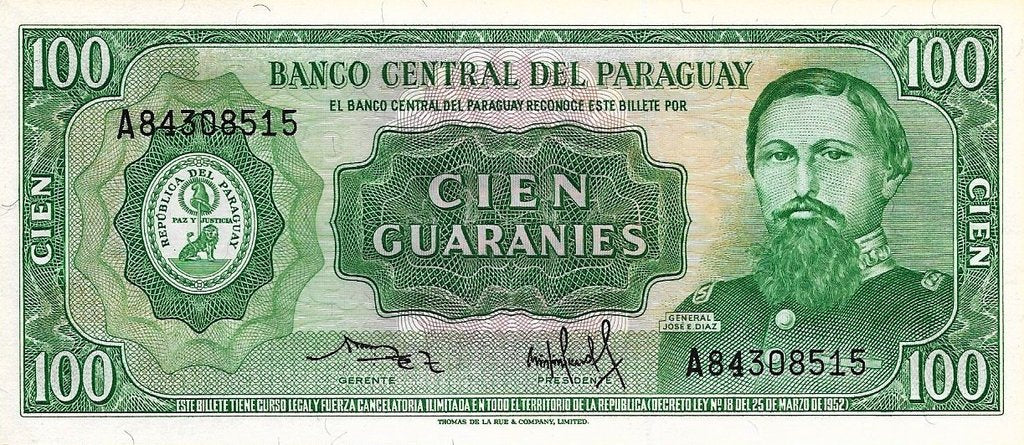 100
100
BANCO CENTRAL DEL PARAGUAY
EL BANCO CENTRAL DEL PARAGUAY RECONOCE ESTE BILLETE POR
A84308515
REPÚBLICA DEL PARAGUAY
PAZ Y JUSTICIA
CIEN
CIEN
GUARANIES
CIEN
GENERAL
JOSÉ E. DIAZ
A84308515
GERENTE
PRESIDENTE
100
100
ESTE BILLETE TIENE CURSO LEGAL Y FUERZA CANCELATORIA ILIMITADA EN TODO EL TERRITORIO DE LA REPUBLICA (DECRETO LEY Nº 18 DEL 25 DE MARZO DE 1952)
THOMAS DE LA RUE & COMPANY, LIMITED.